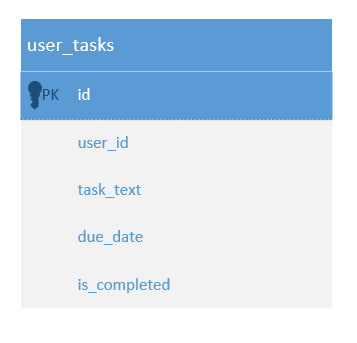 user_tasks
PK id
user_id
task_text
due_date
is_completed